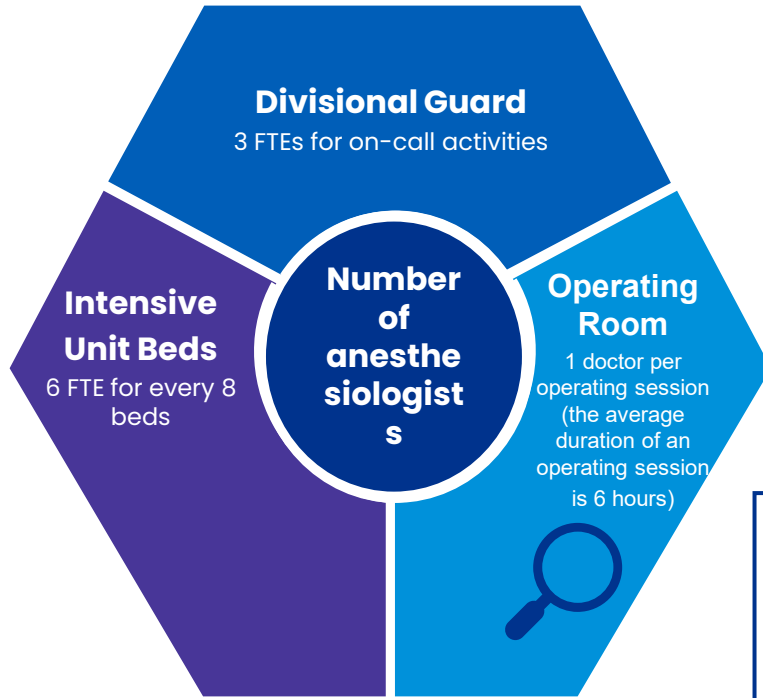 Divisional Guard
3 FTEs for on-call activities
Intensive
Unit Beds
6 FTE for every 8
beds
Number
of
anesthe
siologist
s
Operating
Room
1 doctor per
operating session
(the average
duration of an
operating session
is 6 hours)